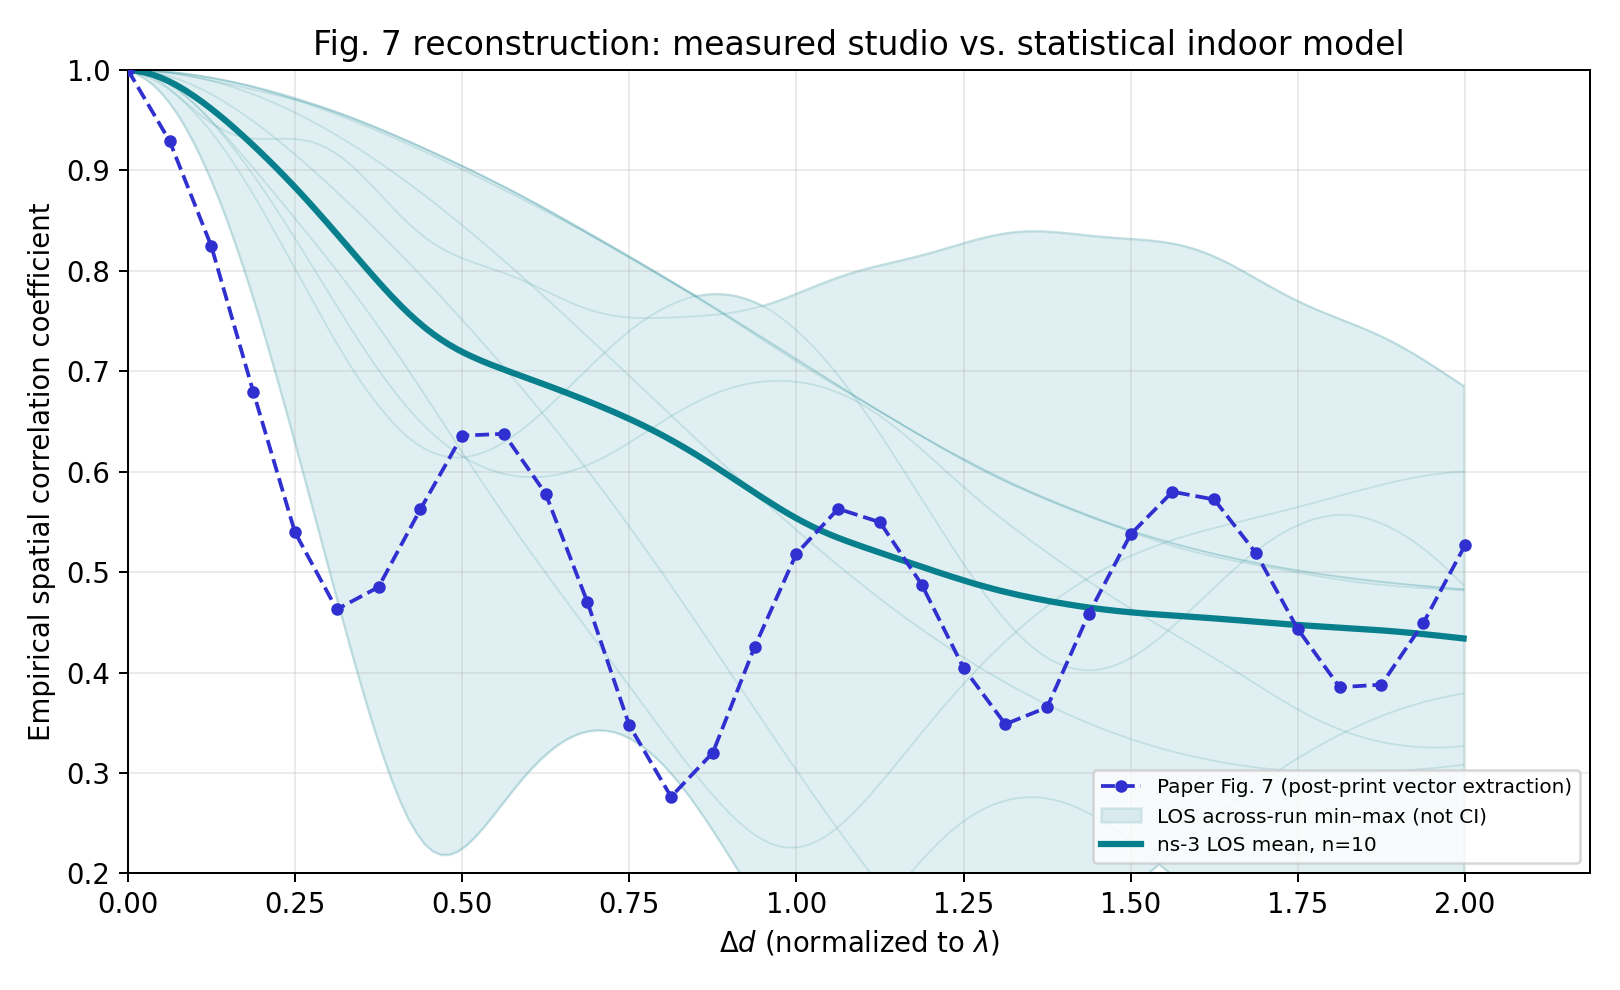 Fig. 7 reconstruction: measured studio vs. statistical indoor model
Empirical spatial correlation coefficient
1.0
0.9
0.8
0.7
0.6
0.5
0.4
0.3
0.2
Paper Fig. 7 (post-print vector extraction)
LOS across-run min–max (not CI)
ns-3 LOS mean, n=10
0.00 0.25 0.50 0.75 1.00 1.25 1.50 1.75 2.00
Δd (normalized to λ)